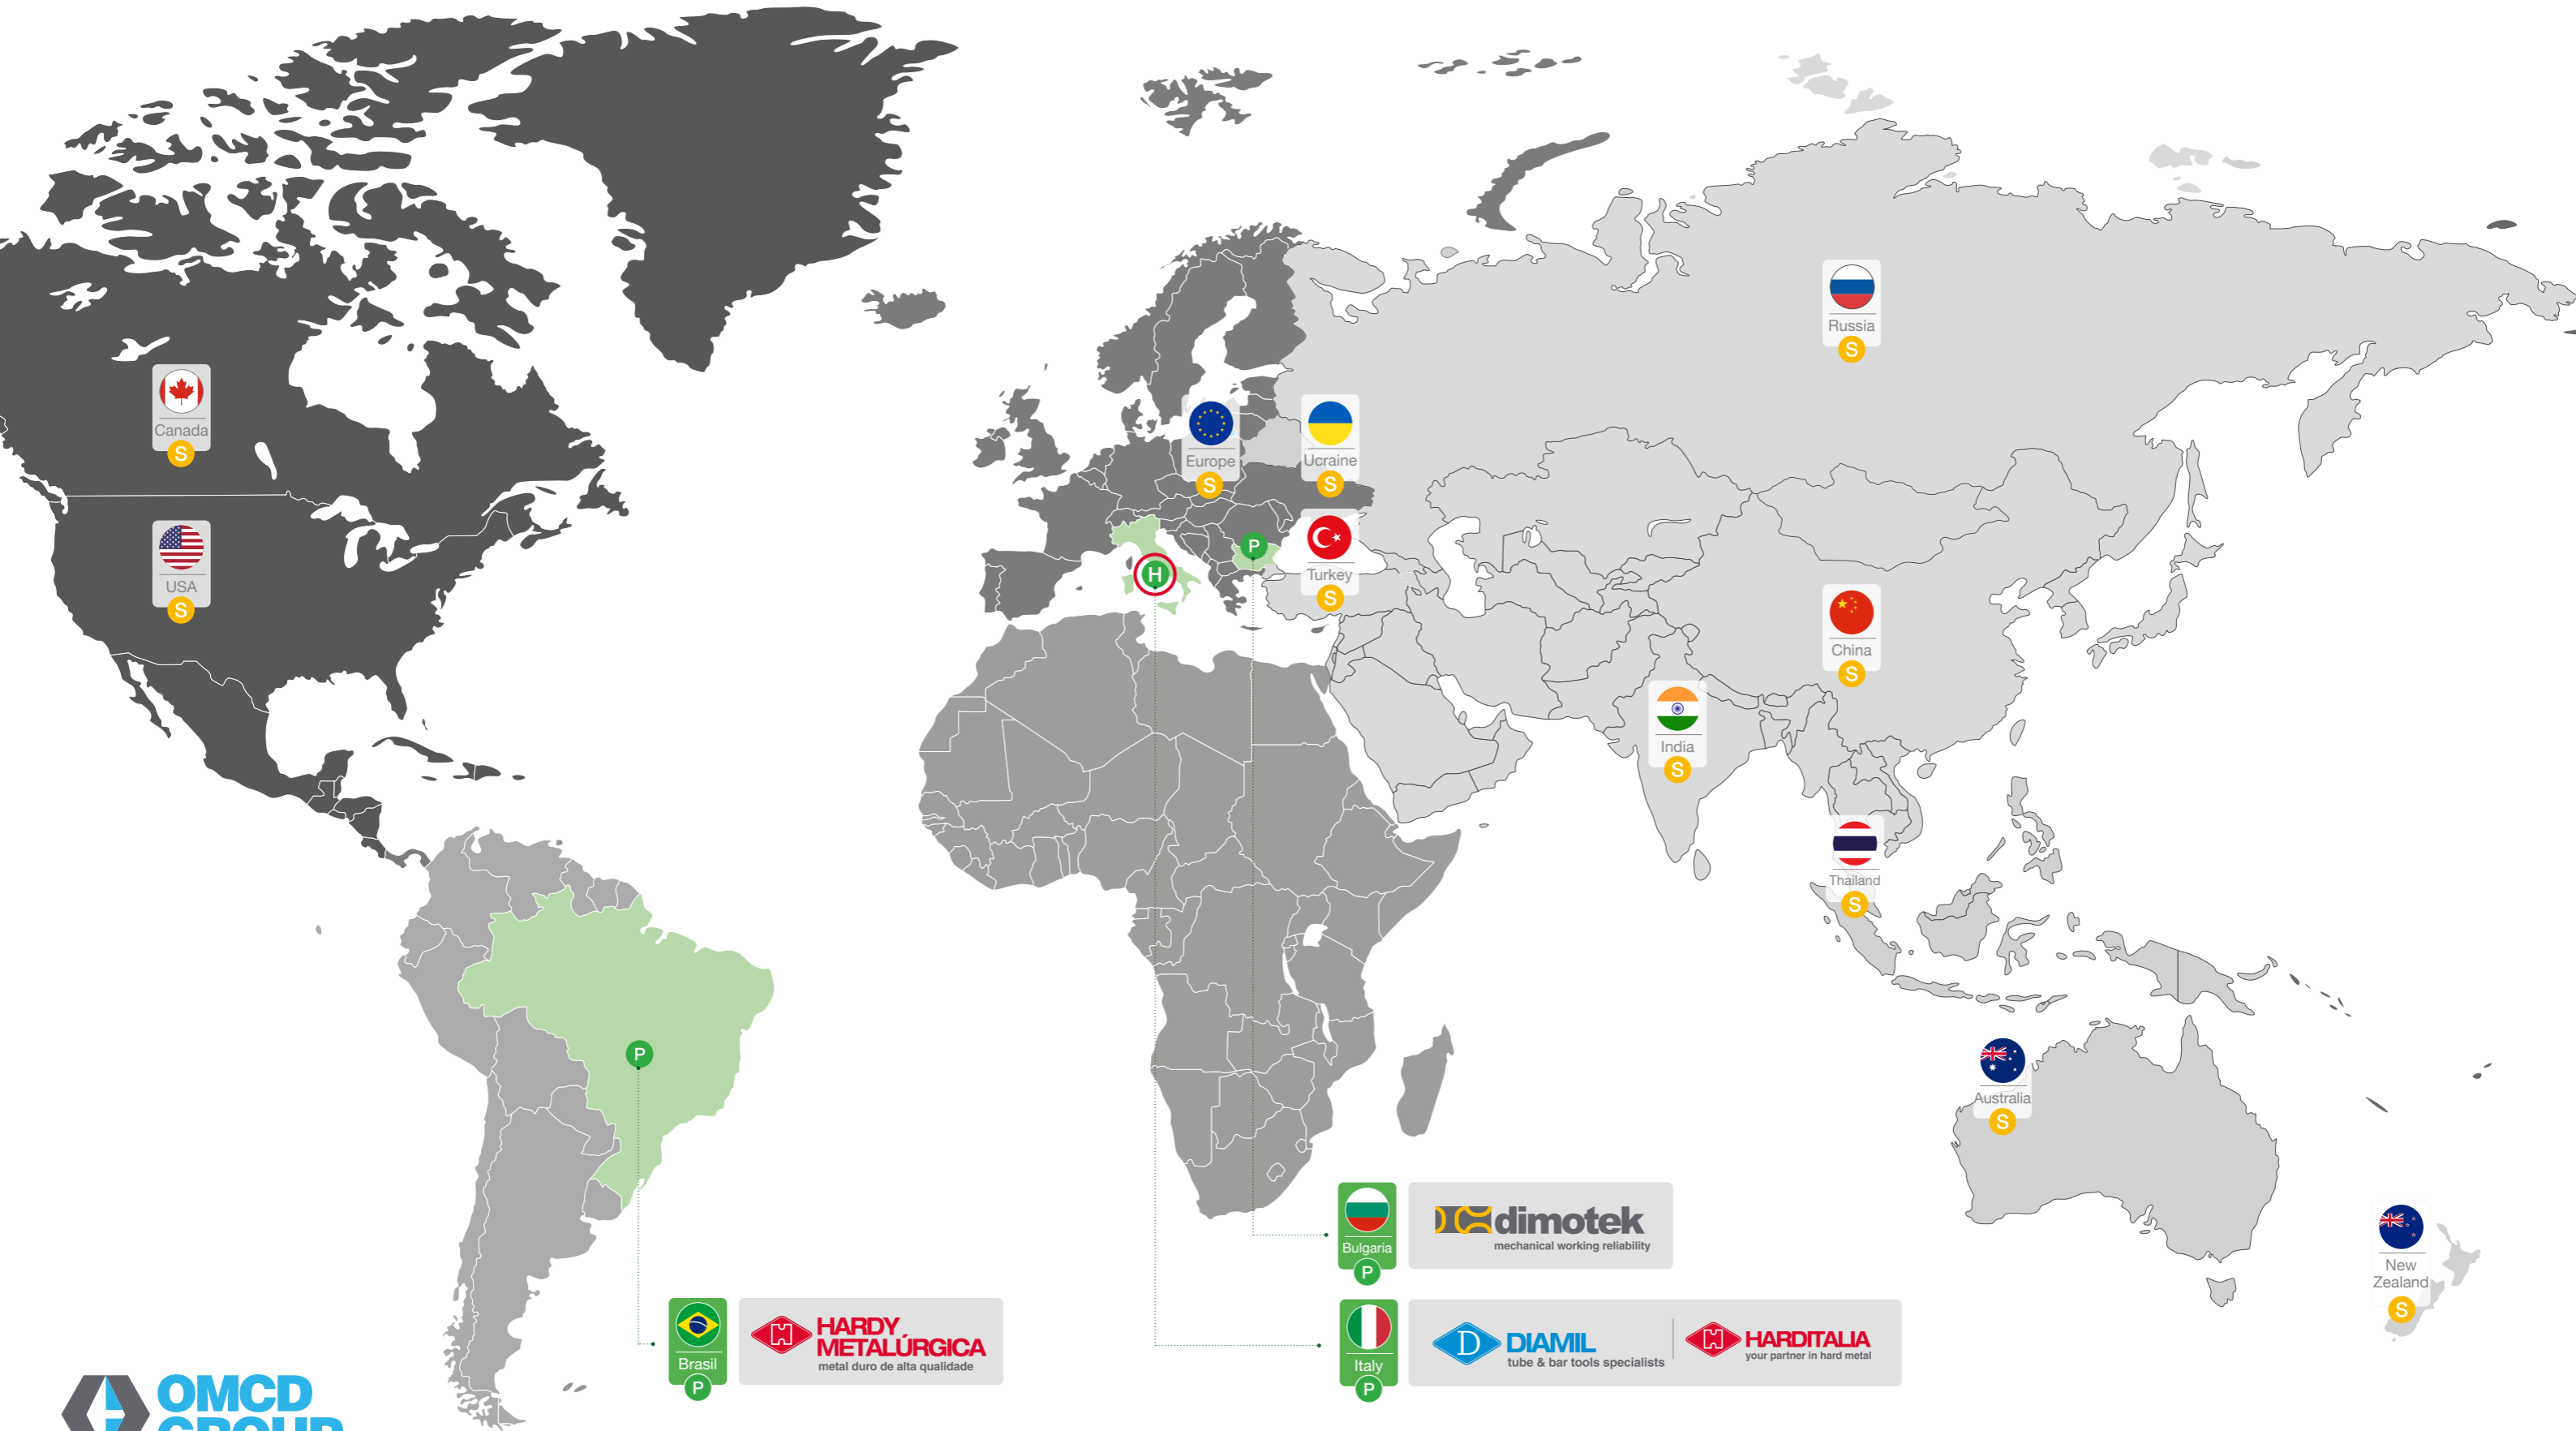 Russia
S
Canada
S
Europe
S
Ucraine
S
USA
S
P
H
Turkey
S
China
S
India
S
Thailand
S
P
Australia
S
Bulgaria
P
dimotek
mechanical working reliability
New
Zealand
S
Brasil
P
HARDY
METALÚRGICA
metal duro de alta qualidade
Italy
P
D
DIAMIL
tube & bar tools specialists
H
HARDITALIA
your partner in hard metal
OMCD
GROUP